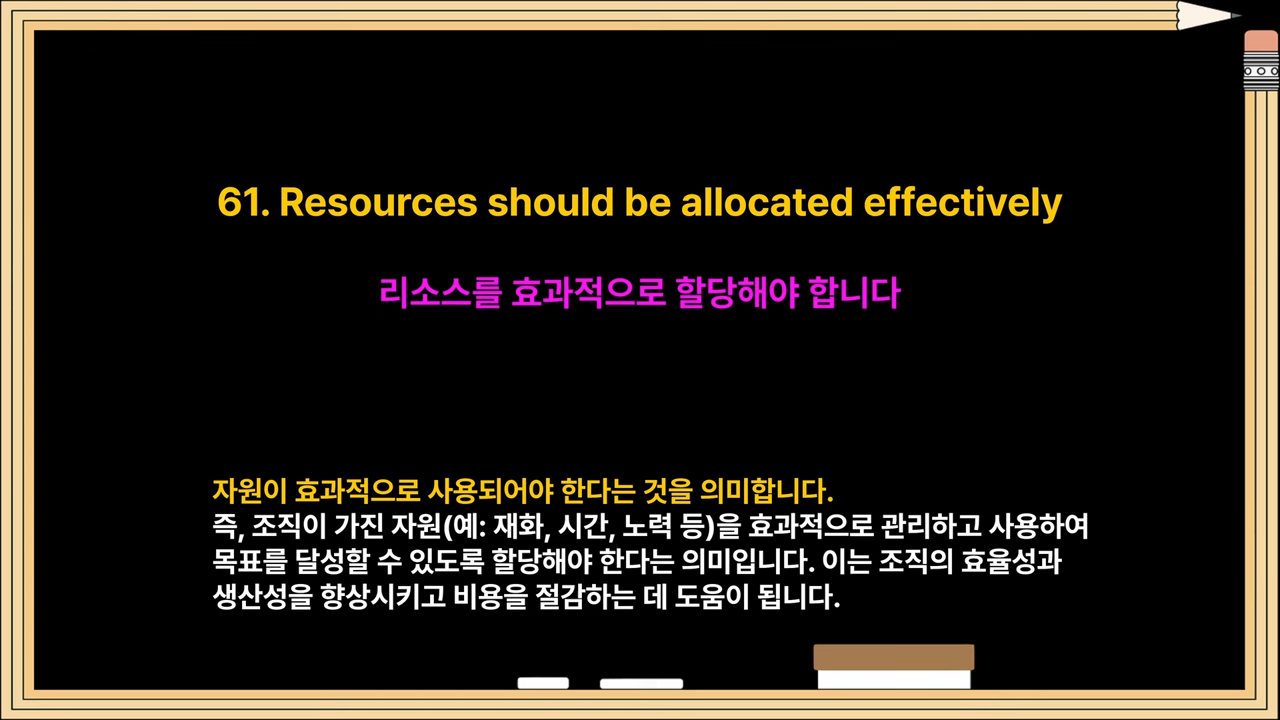 61. Resources should be allocated effectively
리소스를 효과적으로 할당해야 합니다
자원이 효과적으로 사용되어야 한다는 것을 의미합니다.
즉, 조직이 가진 자원(예: 재화, 시간, 노력 등)을 효과적으로 관리하고 사용하여
목표를 달성할 수 있도록 할당해야 한다는 의미입니다. 이는 조직의 효율성과
생산성을 향상시키고 비용을 절감하는 데 도움이 됩니다.